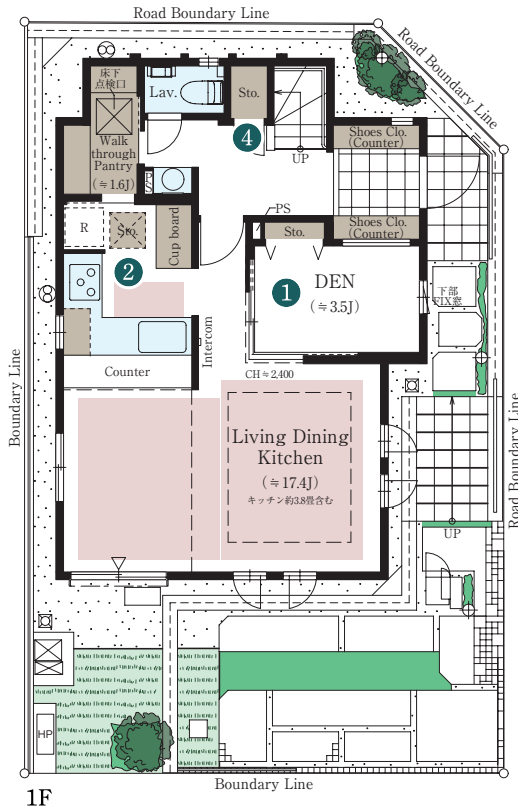 Road Boundary Line
Road Boundary Line
床下
点検口
Lav.
Sto.
4
Walk
through
Pantry
(≒1.6J)
PS
UP
Shoes Clo.
(Counter)
Shoes Clo.
(Counter)
PS
R
Sto.
Cup board
Sto.
2
1
DEN
(≒3.5J)
下部
FIX窓
Intercom
Counter
CH≒2,400
Boundary Line
Living Dining
Kitchen
(≒17.4J)
キッチン約3.8畳含む
Road Boundary Line
UP
HP
Boundary Line
1F